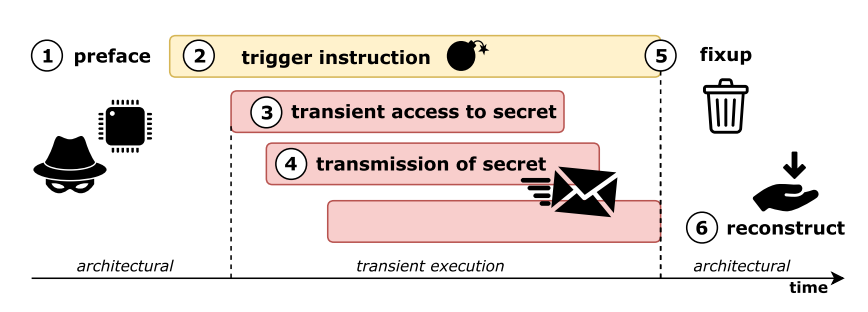 1 preface
2 trigger instruction
5 fixup
3 transient access to secret
4 transmission of secret
6 reconstruct
architectural transient execution architectural
time